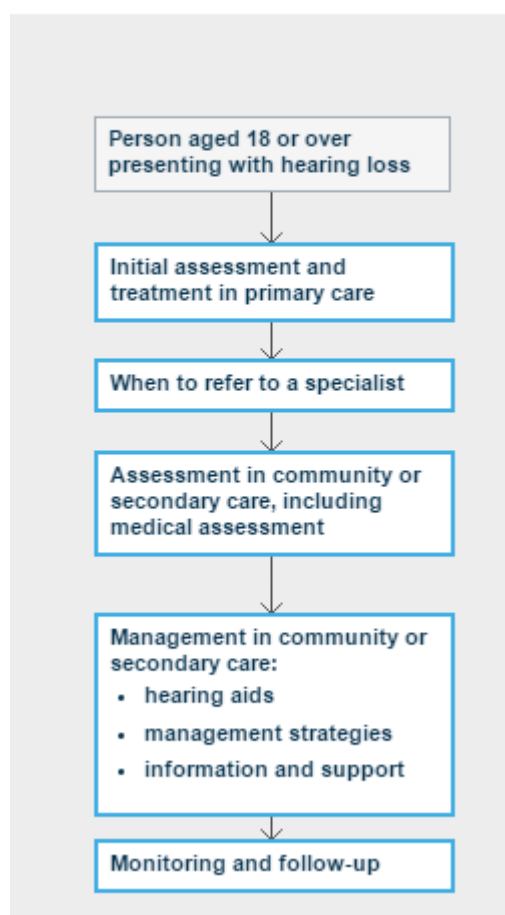 Person aged 18 or over
presenting with hearing loss
Initial assessment and
treatment in primary care
When to refer to a specialist
Assessment in community or
secondary care, including
medical assessment
Management in community or
secondary care:
• hearing aids
• management strategies
• information and support
Monitoring and follow-up